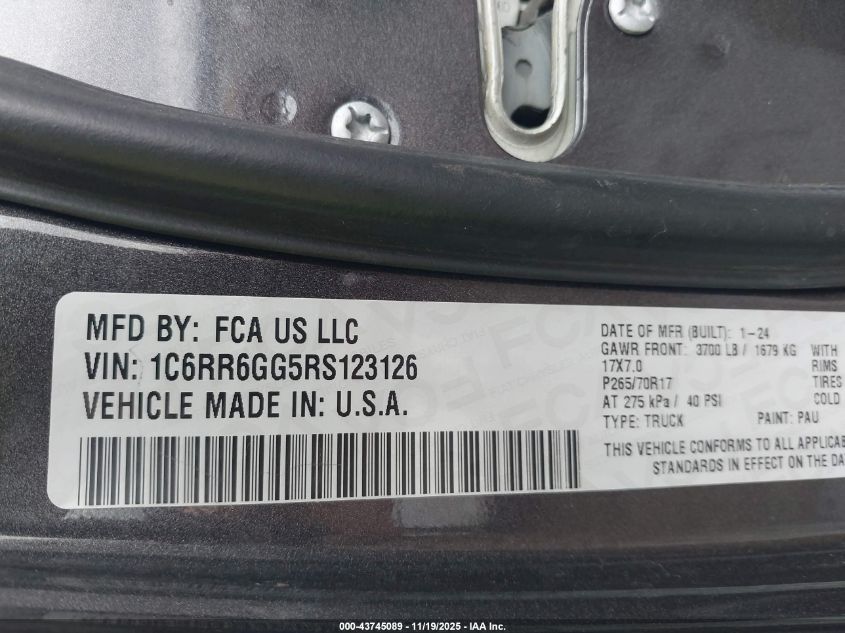 MFD BY: FCA US LLC
VIN: 1C6RR6GG5RS123126
VEHICLE MADE IN: U.S.A.
DATE OF MFR (BUILT): 1-24
GAWR FRONT: 3700 LB / 1679 KG WITH
17X7.0 RIMS
P265/70R17 TIRES
AT 275 kPa / 40 PSI COLD
TYPE: TRUCK PAINT: PAU
THIS VEHICLE CONFORMS TO ALL APPLICAB
STANDARDS IN EFFECT ON THE DA
000-43745089 - 11/19/2025 - IAA Inc.